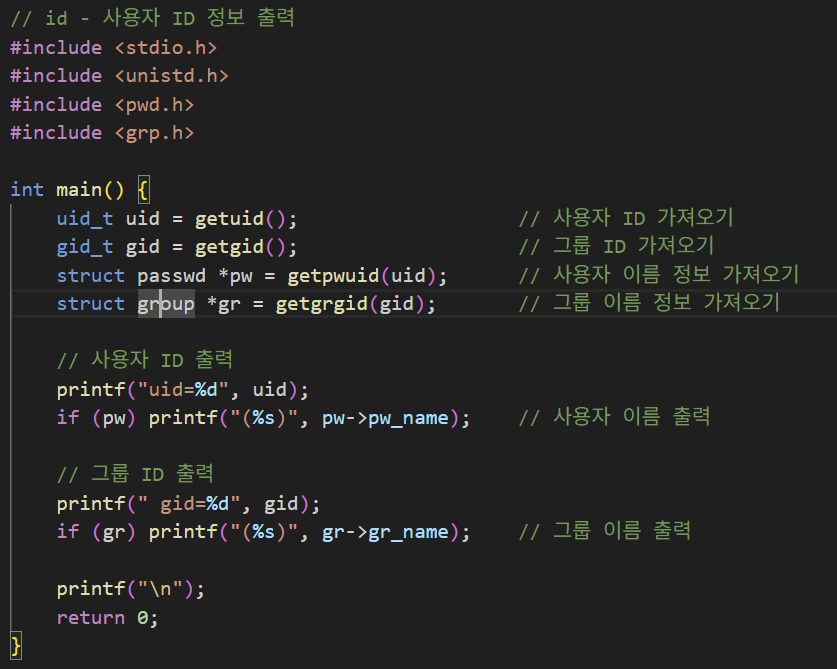 // id - 사용자 ID 정보 출력
#include <stdio.h>
#include <unistd.h>
#include <pwd.h>
#include <grp.h>
int main() {
uid_t uid = getuid(); // 사용자 ID 가져오기
gid_t gid = getgid(); // 그룹 ID 가져오기
struct passwd *pw = getpwuid(uid); // 사용자 이름 정보 가져오기
struct group *gr = getgrgid(gid); // 그룹 이름 정보 가져오기
// 사용자 ID 출력
printf("uid=%d", uid);
if (pw) printf("(%s)", pw->pw_name); // 사용자 이름 출력
// 그룹 ID 출력
printf(" gid=%d", gid);
if (gr) printf("(%s)", gr->gr_name); // 그룹 이름 출력
printf("\n");
return 0;
}